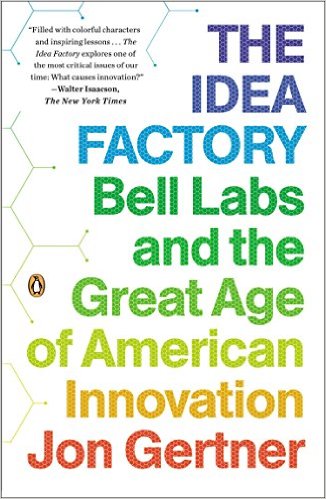 “Filled with colorful characters
and inspiring lessons . . . The
Idea Factory explores one of
the most critical issues of our
time: What causes innovation?”
—Walter Isaacson,
The New York Times
THE
IDEA
FACTORY
Bell Labs
and the
Great Age
of American
Innovation
Jon Gertner